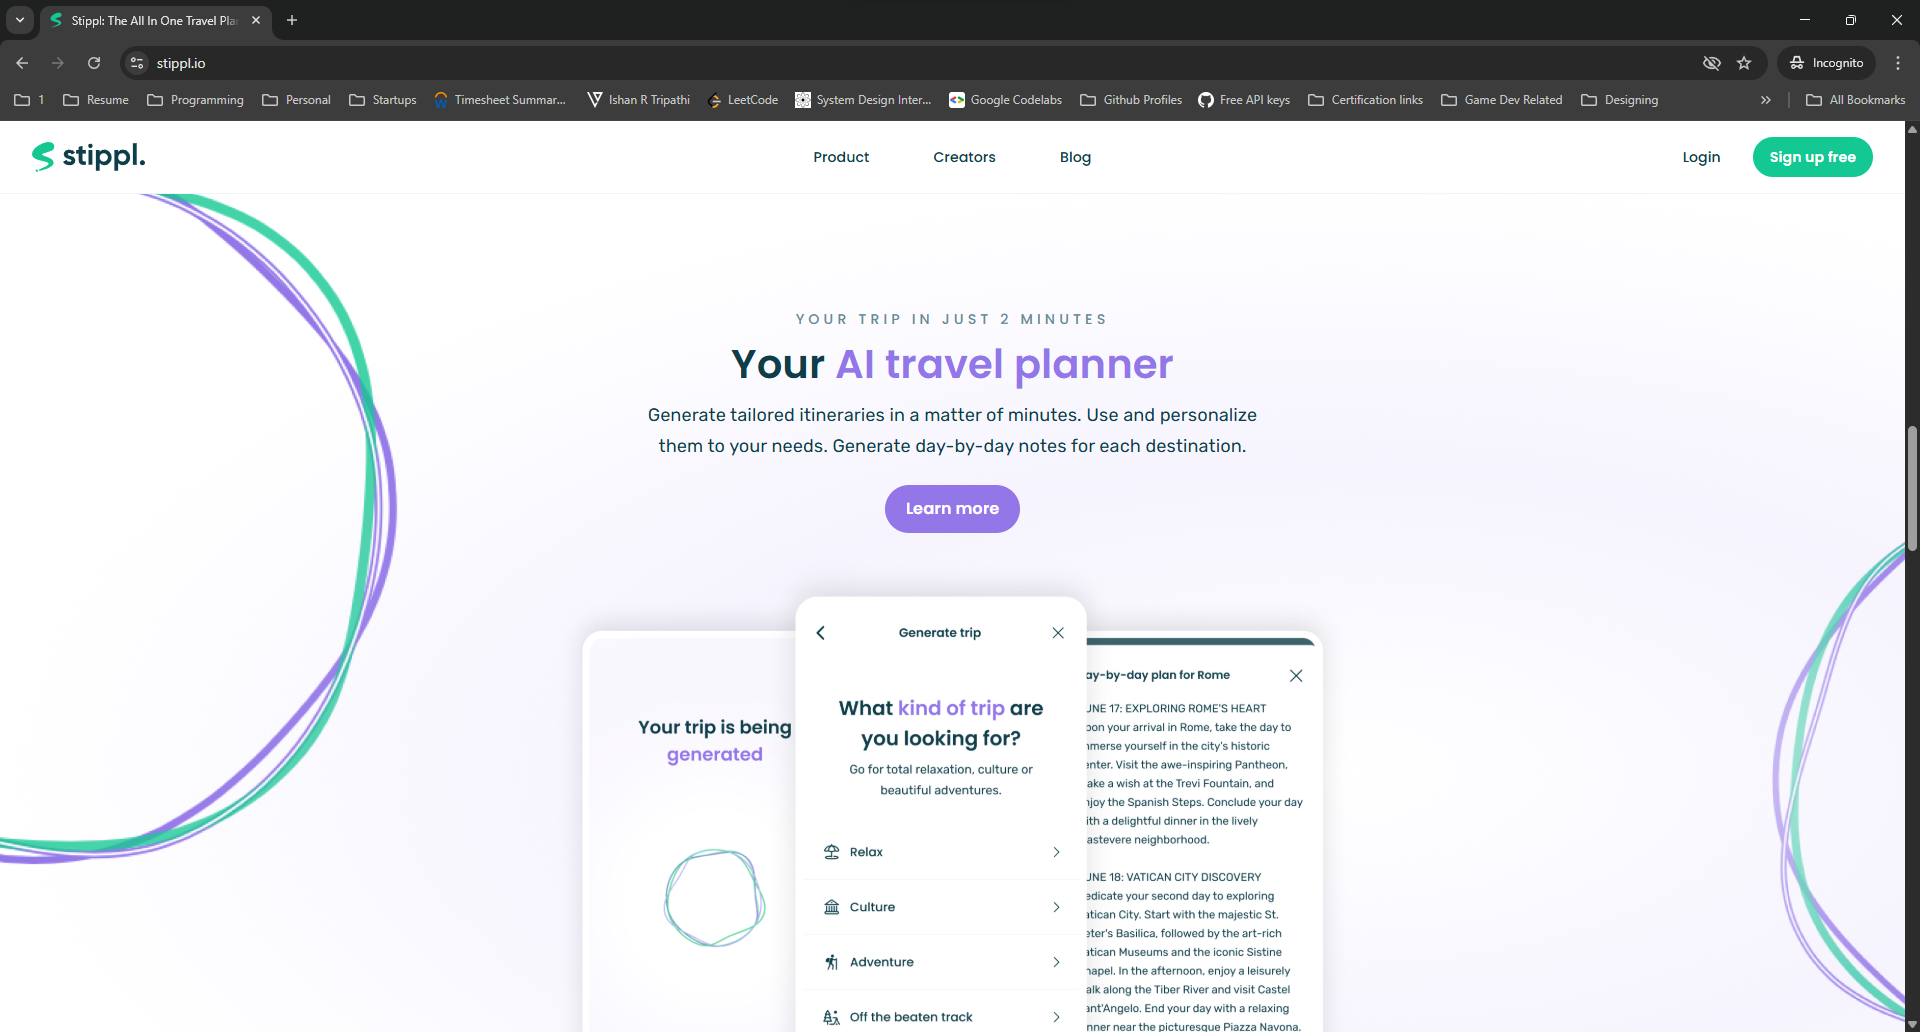 Stippl: The All In One Travel Pla
stippl.io
Incognito
1
Resume
Programming
Personal
Startups
Timesheet Summar...
Ishan R Tripathi
LeetCode
System Design Inter...
Google Codelabs
Github Profiles
Free API keys
Certification links
Game Dev Related
Designing
All Bookmarks
stippl.
Product
Creators
Blog
Login
Sign up free
YOUR TRIP IN JUST 2 MINUTES
Your AI travel planner
Generate tailored itineraries in a matter of minutes. Use and personalize
them to your needs. Generate day-by-day notes for each destination.
Learn more
Your trip is being
generated
Generate trip
What kind of trip are
you looking for?
Go for total relaxation, culture or
beautiful adventures.
Relax
Culture
Adventure
Off the beaten track
ay-by-day plan for Rome
UNE 17: EXPLORING ROME'S HEART
pon your arrival in Rome, take the day to
nmerse yourself in the city's historic
enter. Visit the awe-inspiring Pantheon,
ake a wish at the Trevi Fountain, and
njoy the Spanish Steps. Conclude your day
ith a delightful dinner in the lively
astevere neighborhood.
UNE 18: VATICAN CITY DISCOVERY
edicate your second day to exploring
atican City. Start with the majestic St.
eter's Basilica, followed by the art-rich
atican Museums and the iconic Sistine
hapel. In the afternoon, enjoy a leisurely
alk along the Tiber River and visit Castel
ant'Angelo. End your day with a relaxing
nner near the picturesque Piazza Navona.